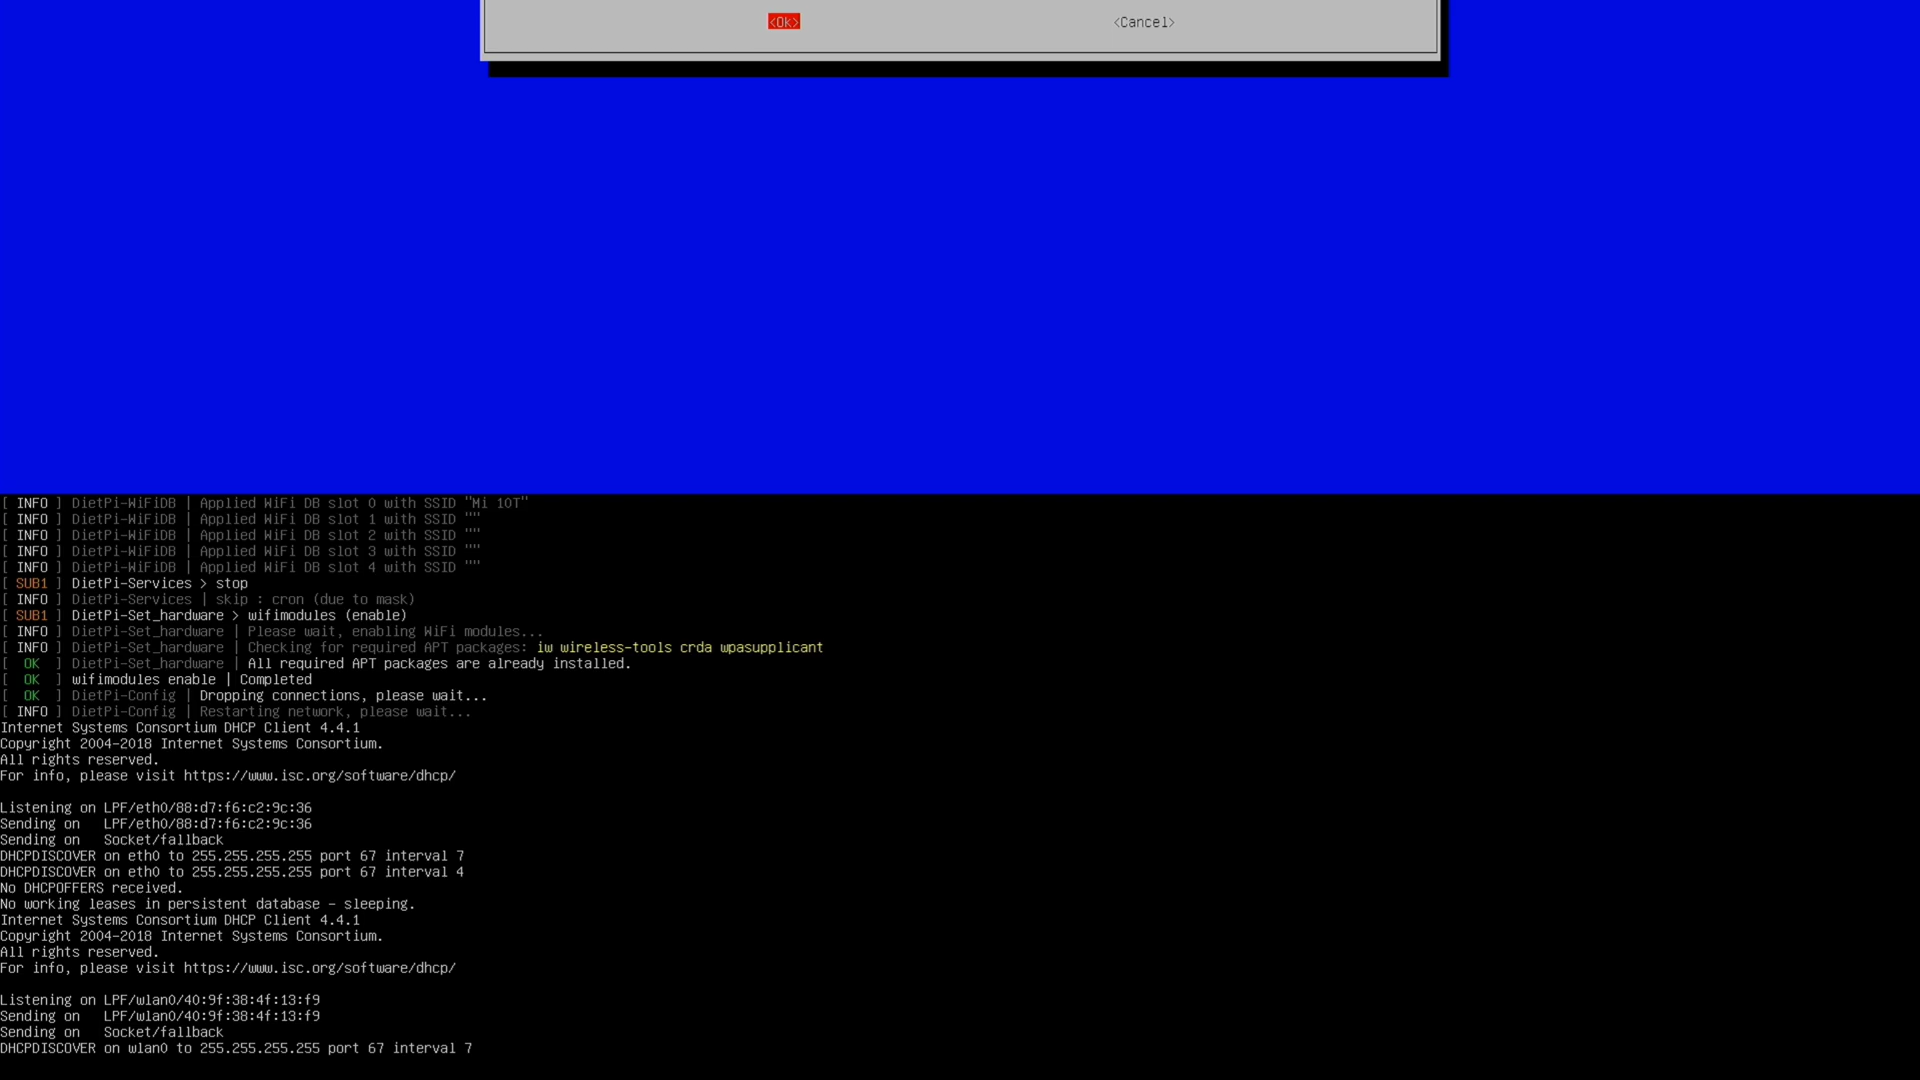 <Ok> <Cancel>
[ INFO ] DietPi-WiFiDB | Applied WiFi DB slot 0 with SSID "Mi 10T"
[ INFO ] DietPi-WiFiDB | Applied WiFi DB slot 1 with SSID ""
[ INFO ] DietPi-WiFiDB | Applied WiFi DB slot 2 with SSID ""
[ INFO ] DietPi-WiFiDB | Applied WiFi DB slot 3 with SSID ""
[ INFO ] DietPi-WiFiDB | Applied WiFi DB slot 4 with SSID ""
[ SUB1 ] DietPi-Services > stop
[ INFO ] DietPi-Services | skip : cron (due to mask)
[ SUB1 ] DietPi-Set_hardware > wifimodules (enable)
[ INFO ] DietPi-Set_hardware | Please wait, enabling WiFi modules...
[ INFO ] DietPi-Set_hardware | Checking for required APT packages: iw wireless-tools crda wpasupplicant
[ OK ] DietPi-Set_hardware | All required APT packages are already installed.
[ OK ] wifimodules enable | Completed
[ OK ] DietPi-Config | Dropping connections, please wait...
[ INFO ] DietPi-Config | Restarting network, please wait...
Internet Systems Consortium DHCP Client 4.4.1
Copyright 2004-2018 Internet Systems Consortium.
All rights reserved.
For info, please visit https://www.isc.org/software/dhcp/
Listening on LPF/eth0/88:d7:f6:c2:9c:36
Sending on   LPF/eth0/88:d7:f6:c2:9c:36
Sending on   Socket/fallback
DHCPDISCOVER on eth0 to 255.255.255.255 port 67 interval 7
DHCPDISCOVER on eth0 to 255.255.255.255 port 67 interval 4
No DHCPOFFERS received.
No working leases in persistent database - sleeping.
Internet Systems Consortium DHCP Client 4.4.1
Copyright 2004-2018 Internet Systems Consortium.
All rights reserved.
For info, please visit https://www.isc.org/software/dhcp/
Listening on LPF/wlan0/40:9f:38:4f:13:f9
Sending on   LPF/wlan0/40:9f:38:4f:13:f9
Sending on   Socket/fallback
DHCPDISCOVER on wlan0 to 255.255.255.255 port 67 interval 7